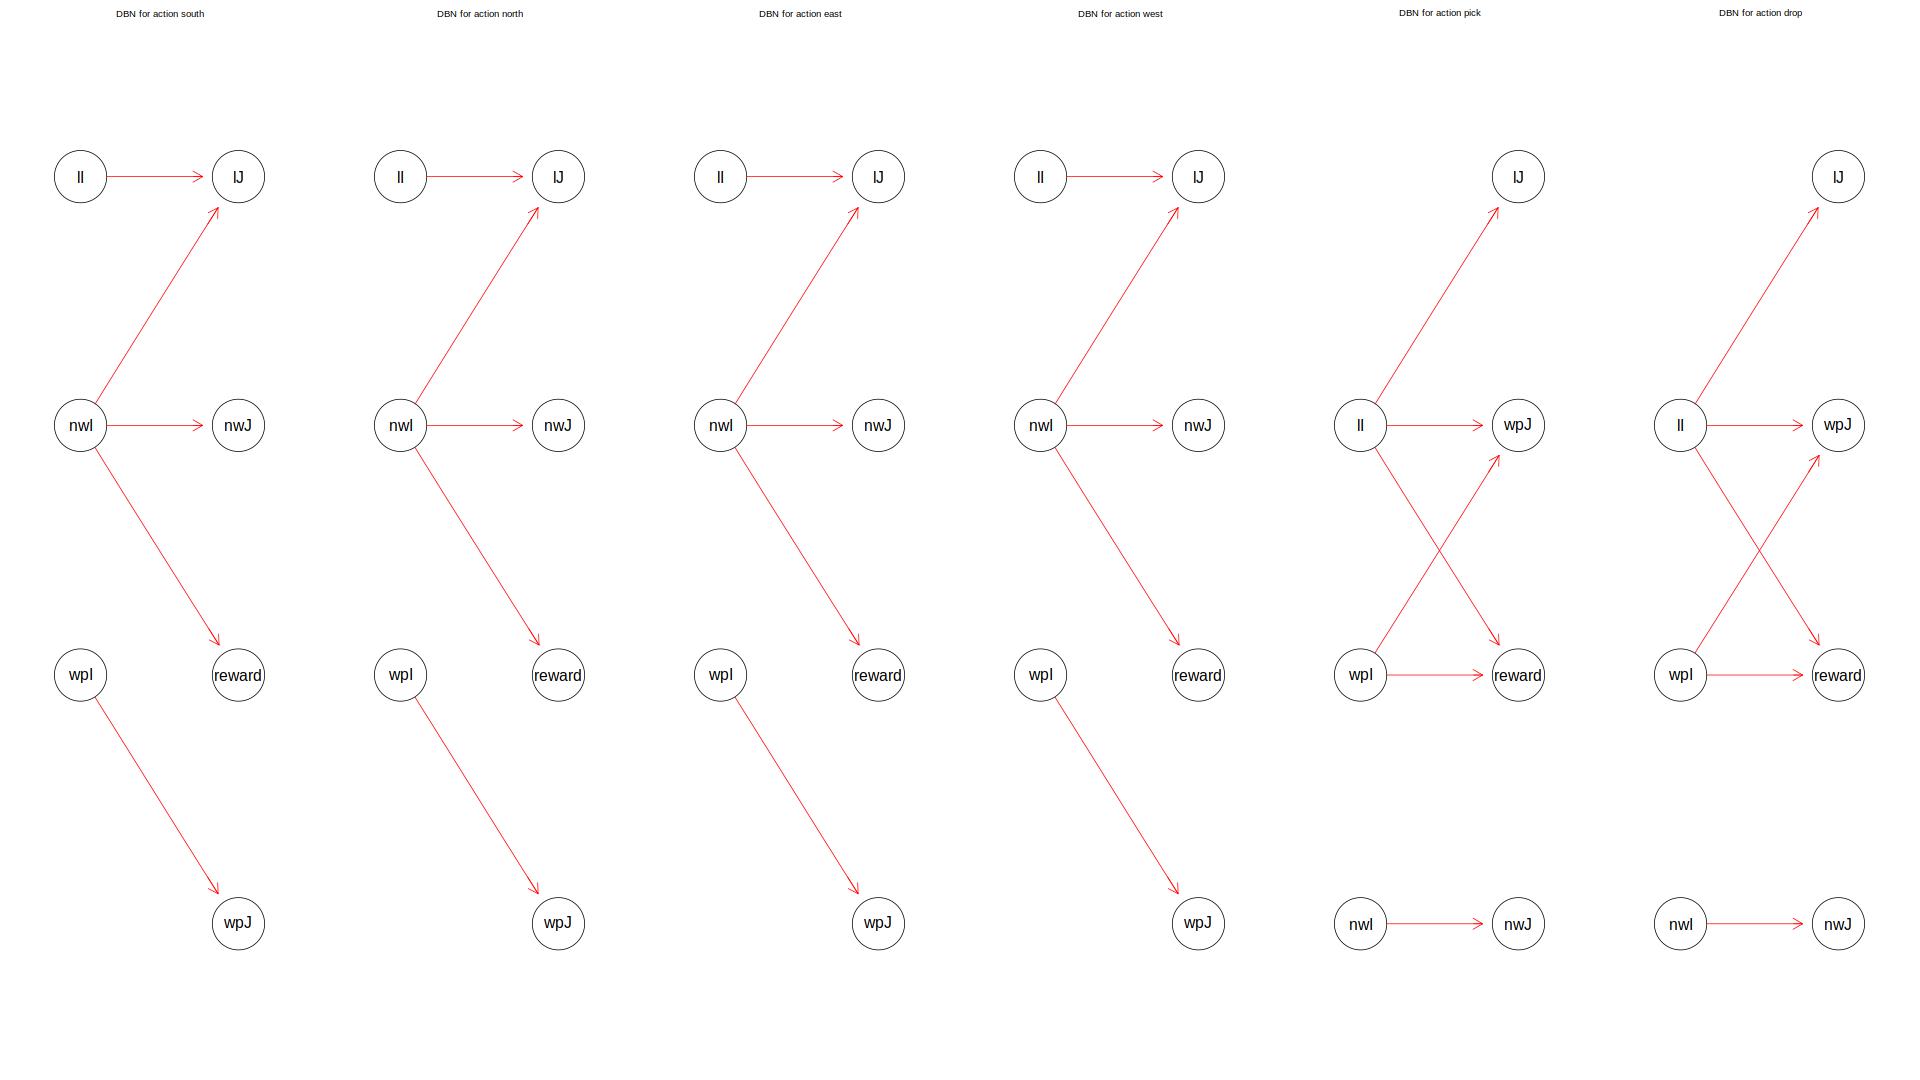 DBN for action south
lI
lJ
nwI
nwJ
wpI
reward
wpJ
DBN for action north
lI
lJ
nwI
nwJ
wpI
reward
wpJ
DBN for action east
lI
lJ
nwI
nwJ
wpI
reward
wpJ
DBN for action west
lI
lJ
nwI
nwJ
wpI
reward
wpJ
DBN for action pick
lJ
lI
wpJ
wpI
reward
nwI
nwJ
DBN for action drop
lJ
lI
wpJ
wpI
reward
nwI
nwJ